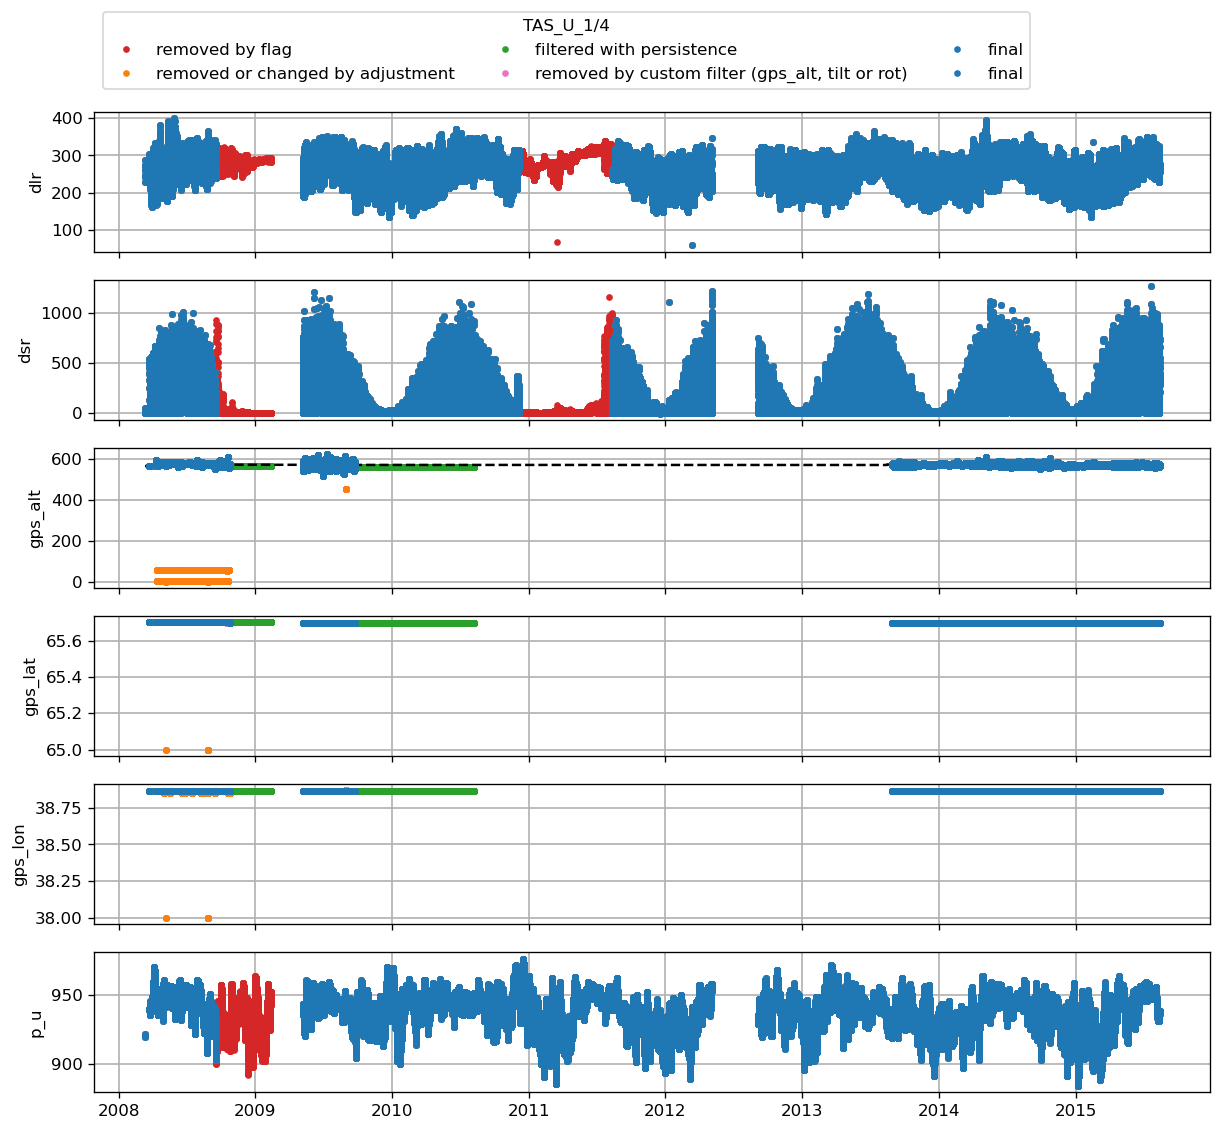 TAS_U_1/4
removed by flag filtered with persistence final
removed or changed by adjustment removed by custom filter (gps_alt, tilt or rot) final
400
300
200
100
dlr
1000
500
0
dsr
600
400
200
0
gps_alt
65.6
65.4
65.2
65.0
gps_lat
38.75
38.50
38.25
38.00
gps_lon
950
900
p_u
2008 2009 2010 2011 2012 2013 2014 2015